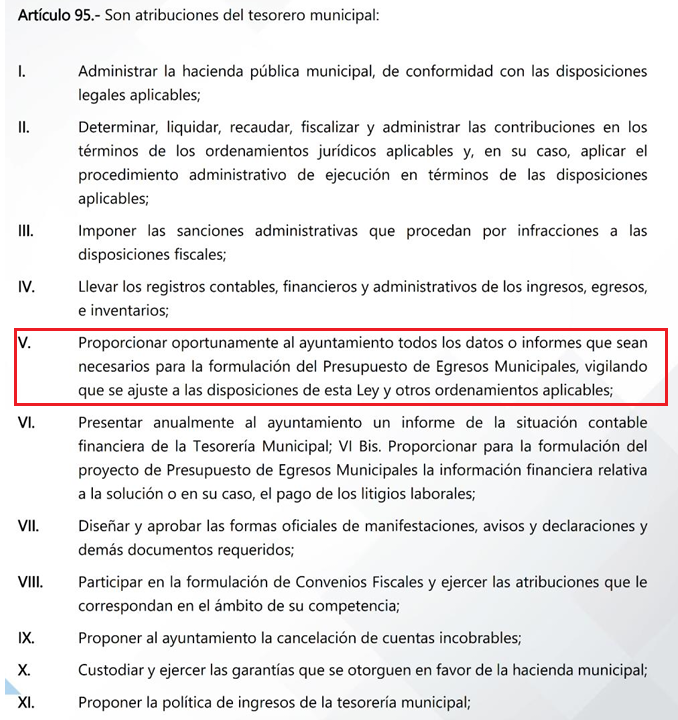 Artículo 95.- Son atribuciones del tesorero municipal:
I. Administrar la hacienda pública municipal, de conformidad con las disposiciones
legales aplicables;
II. Determinar, liquidar, recaudar, fiscalizar y administrar las contribuciones en los
términos de los ordenamientos jurídicos aplicables y, en su caso, aplicar el
procedimiento administrativo de ejecución en términos de las disposiciones
aplicables;
III. Imponer las sanciones administrativas que procedan por infracciones a las
disposiciones fiscales;
IV. Llevar los registros contables, financieros y administrativos de los ingresos, egresos,
e inventarios;
V. Proporcionar oportunamente al ayuntamiento todos los datos o informes que sean
necesarios para la formulación del Presupuesto de Egresos Municipales, vigilando
que se ajuste a las disposiciones de esta Ley y otros ordenamientos aplicables;
VI. Presentar anualmente al ayuntamiento un informe de la situación contable
financiera de la Tesorería Municipal; VI Bis. Proporcionar para la formulación del
proyecto de Presupuesto de Egresos Municipales la información financiera relativa
a la solución o en su caso, el pago de los litigios laborales;
VII. Diseñar y aprobar las formas oficiales de manifestaciones, avisos y declaraciones y
demás documentos requeridos;
VIII. Participar en la formulación de Convenios Fiscales y ejercer las atribuciones que le
correspondan en el ámbito de su competencia;
IX. Proponer al ayuntamiento la cancelación de cuentas incobrables;
X. Custodiar y ejercer las garantías que se otorguen en favor de la hacienda municipal;
XI. Proponer la política de ingresos de la tesorería municipal;